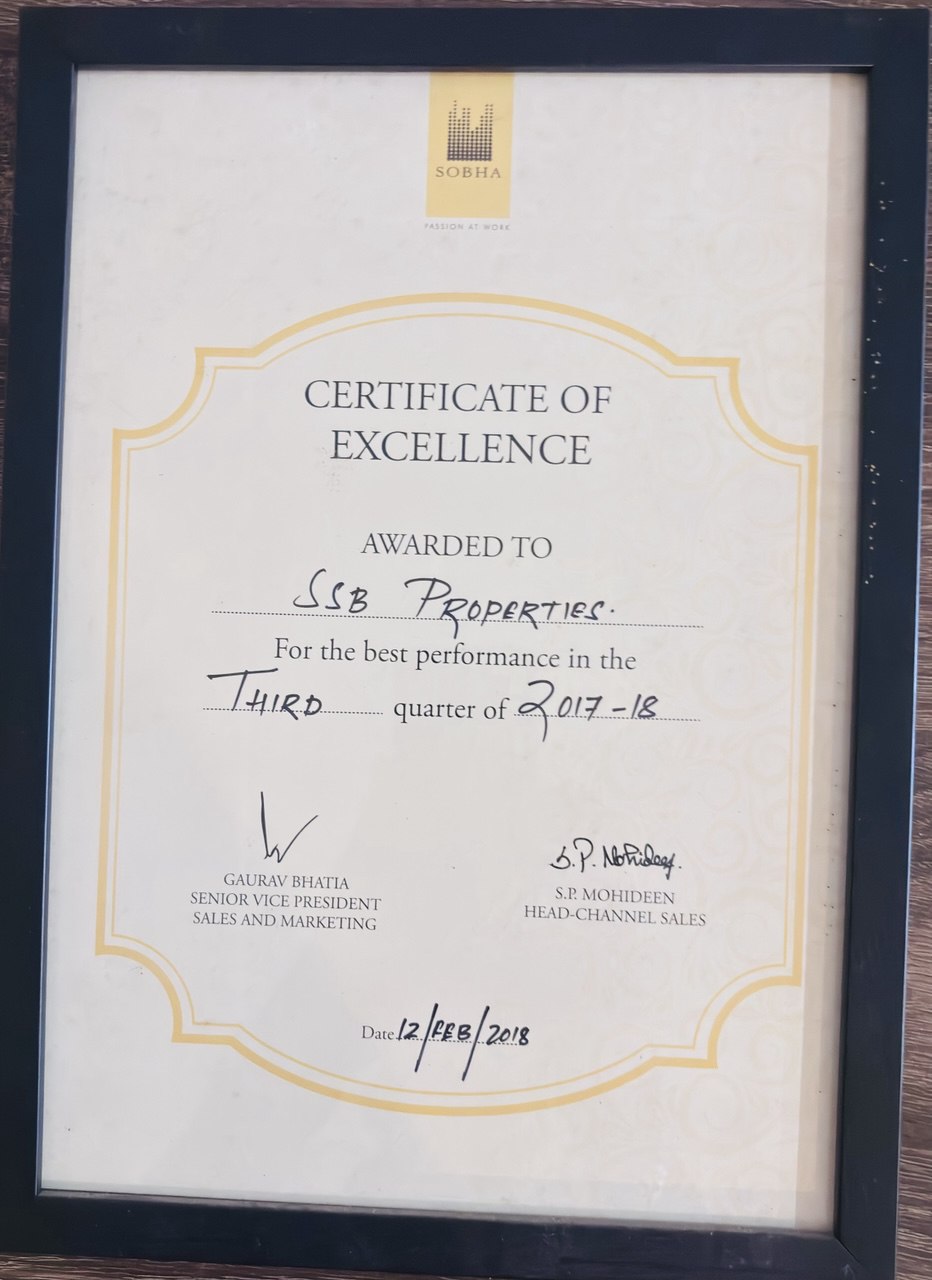 SOBHA
PASSION AT WORK
CERTIFICATE OF
EXCELLENCE
AWARDED TO
SSB PROPERTIES.
For the best performance in the
THIRD quarter of 2017-18
S.P. Mohideen.
GAURAV BHATIA
SENIOR VICE PRESIDENT
SALES AND MARKETING
S.P. MOHIDEEN
HEAD-CHANNEL SALES
Date 12/FEB/2018